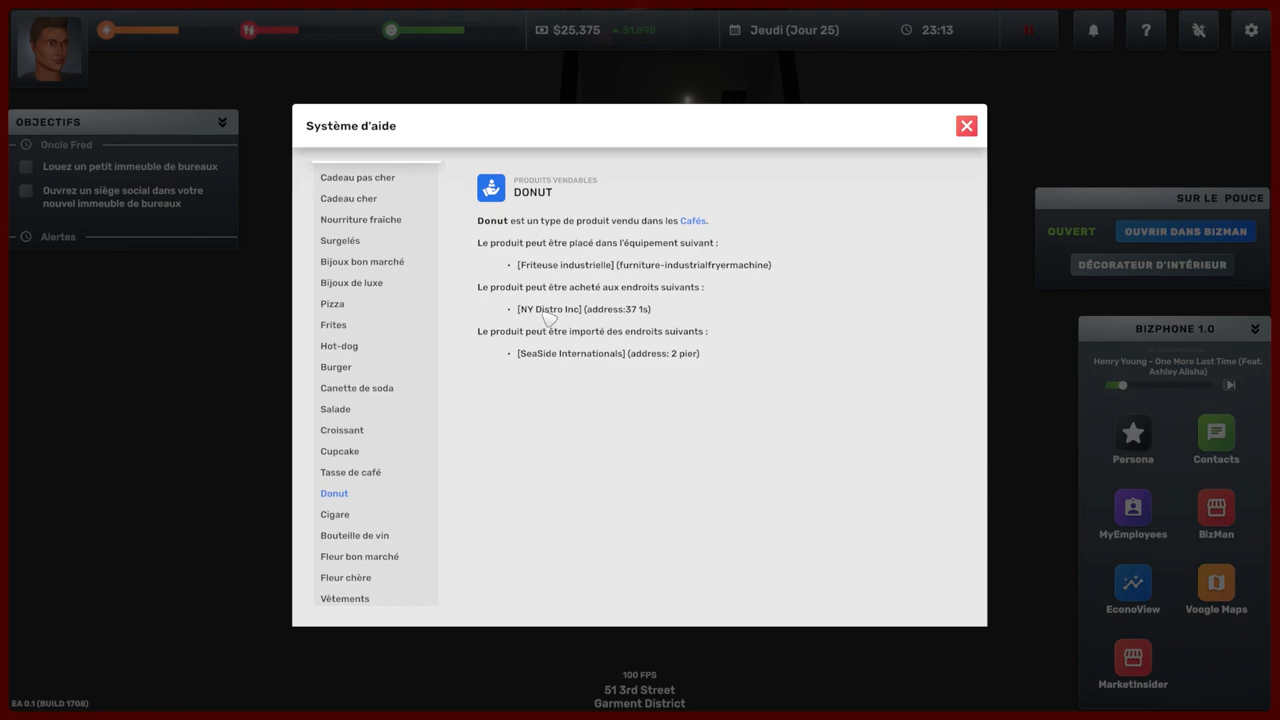 $25,375
$1,898
Jeudi (Jour 25)
23:13
?
OBJECTIFS
Oncle Fred
Louez un petit immeuble de bureaux
Ouvrez un siège social dans votre
nouvel immeuble de bureaux
Alertes
Système d'aide
Cadeau pas cher
Cadeau cher
Nourriture fraîche
Surgelés
Bijoux bon marché
Bijoux de luxe
Pizza
Frites
Hot-dog
Burger
Canette de soda
Salade
Croissant
Cupcake
Tasse de café
Donut
Cigare
Bouteille de vin
Fleur bon marché
Fleur chère
Vêtements
PRODUITS VENDABLES
DONUT
Donut est un type de produit vendu dans les Cafés.
Le produit peut être placé dans l'équipement suivant :
• [Friteuse industrielle] (furniture-industrialfryermachine)
Le produit peut être acheté aux endroits suivants :
• [NY Distro Inc] (address:37 1s)
Le produit peut être importé des endroits suivants :
• [SeaSide Internationals] (address: 2 pier)
SUR LE POUCE
OUVERT
OUVRIR DANS BIZMAN
DÉCORATEUR D'INTÉRIEUR
BIZPHONE 1.0
Henry Young - One More Last Time (Feat.
Ashley Alisha)
Persona
Contacts
MyEmployees
BizMan
EconoView
Voogle Maps
MarketInsider
100 FPS
51 3rd Street
Garment District
EA 0.1 (BUILD 1708)